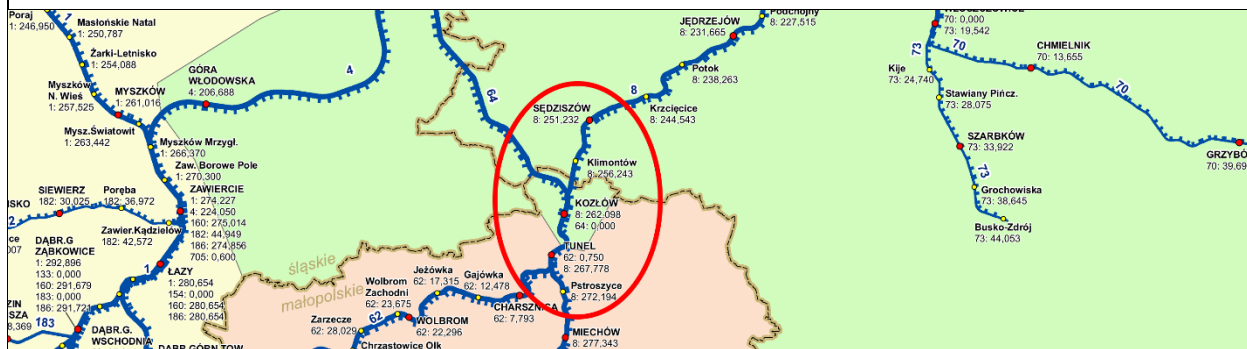 Poraj
1: 246,950
1
Masłońskie Natal
1: 250,787
Żarki-Letnisko
1: 254,088
Myszków
N. Wieś
1: 257,525
MYSZKÓW
1: 261,016
Mysz.Światowit
1: 263,442
Myszków Mrzygł.
1: 266,370
Zaw. Borowe Pole
1: 270,300
GÓRA
WŁODOWSKA
4: 206,688
4
ZAWIERCIE
1: 274,227
4: 224,050
160: 275,014
182: 44,949
186: 274,856
705: 0,600
SIEWIERZ
182: 30,025
Poręba
182: 36,972
Zawier.Kądzielów
182: 42,572
DĄBR.G
ZĄBKOWICE
1: 292,896
133: 0,000
160: 291,679
183: 0,000
186: 291,721
1
ŁAZY
1: 280,654
154: 0,000
160: 280,654
186: 280,654
183
DĄBR.G.
WSCHODNIA
DĄBR.GÓRN.TOW.
śląskie
małopolskie
64
8
Podchojny
8: 227,515
JĘDRZEJÓW
8: 231,665
Potok
8: 238,263
Krzcięcice
8: 244,543
SĘDZISZÓW
8: 251,232
Klimontów
8: 256,243
KOZŁÓW
8: 262,098
64: 0,000
TUNEL
62: 0,750
8: 267,778
Pstroszyce
8: 272,194
MIECHÓW
8: 277,343
CHARSZNICA
62: 7,793
Gajówka
62: 12,478
Jeżówka
62: 17,315
Wolbrom
Zachodni
62: 23,675
WOLBROM
62: 22,296
62
Zarzecze
62: 28,029
Chrząstowice Olk
70: 0,000
73: 19,542
73
70
CHMIELNIK
70: 13,655
70
Kije
73: 24,740
Stawiany Pińcz.
73: 28,075
SZARBKÓW
73: 33,922
73
Grochowiska
73: 38,645
Busko-Zdrój
73: 44,053